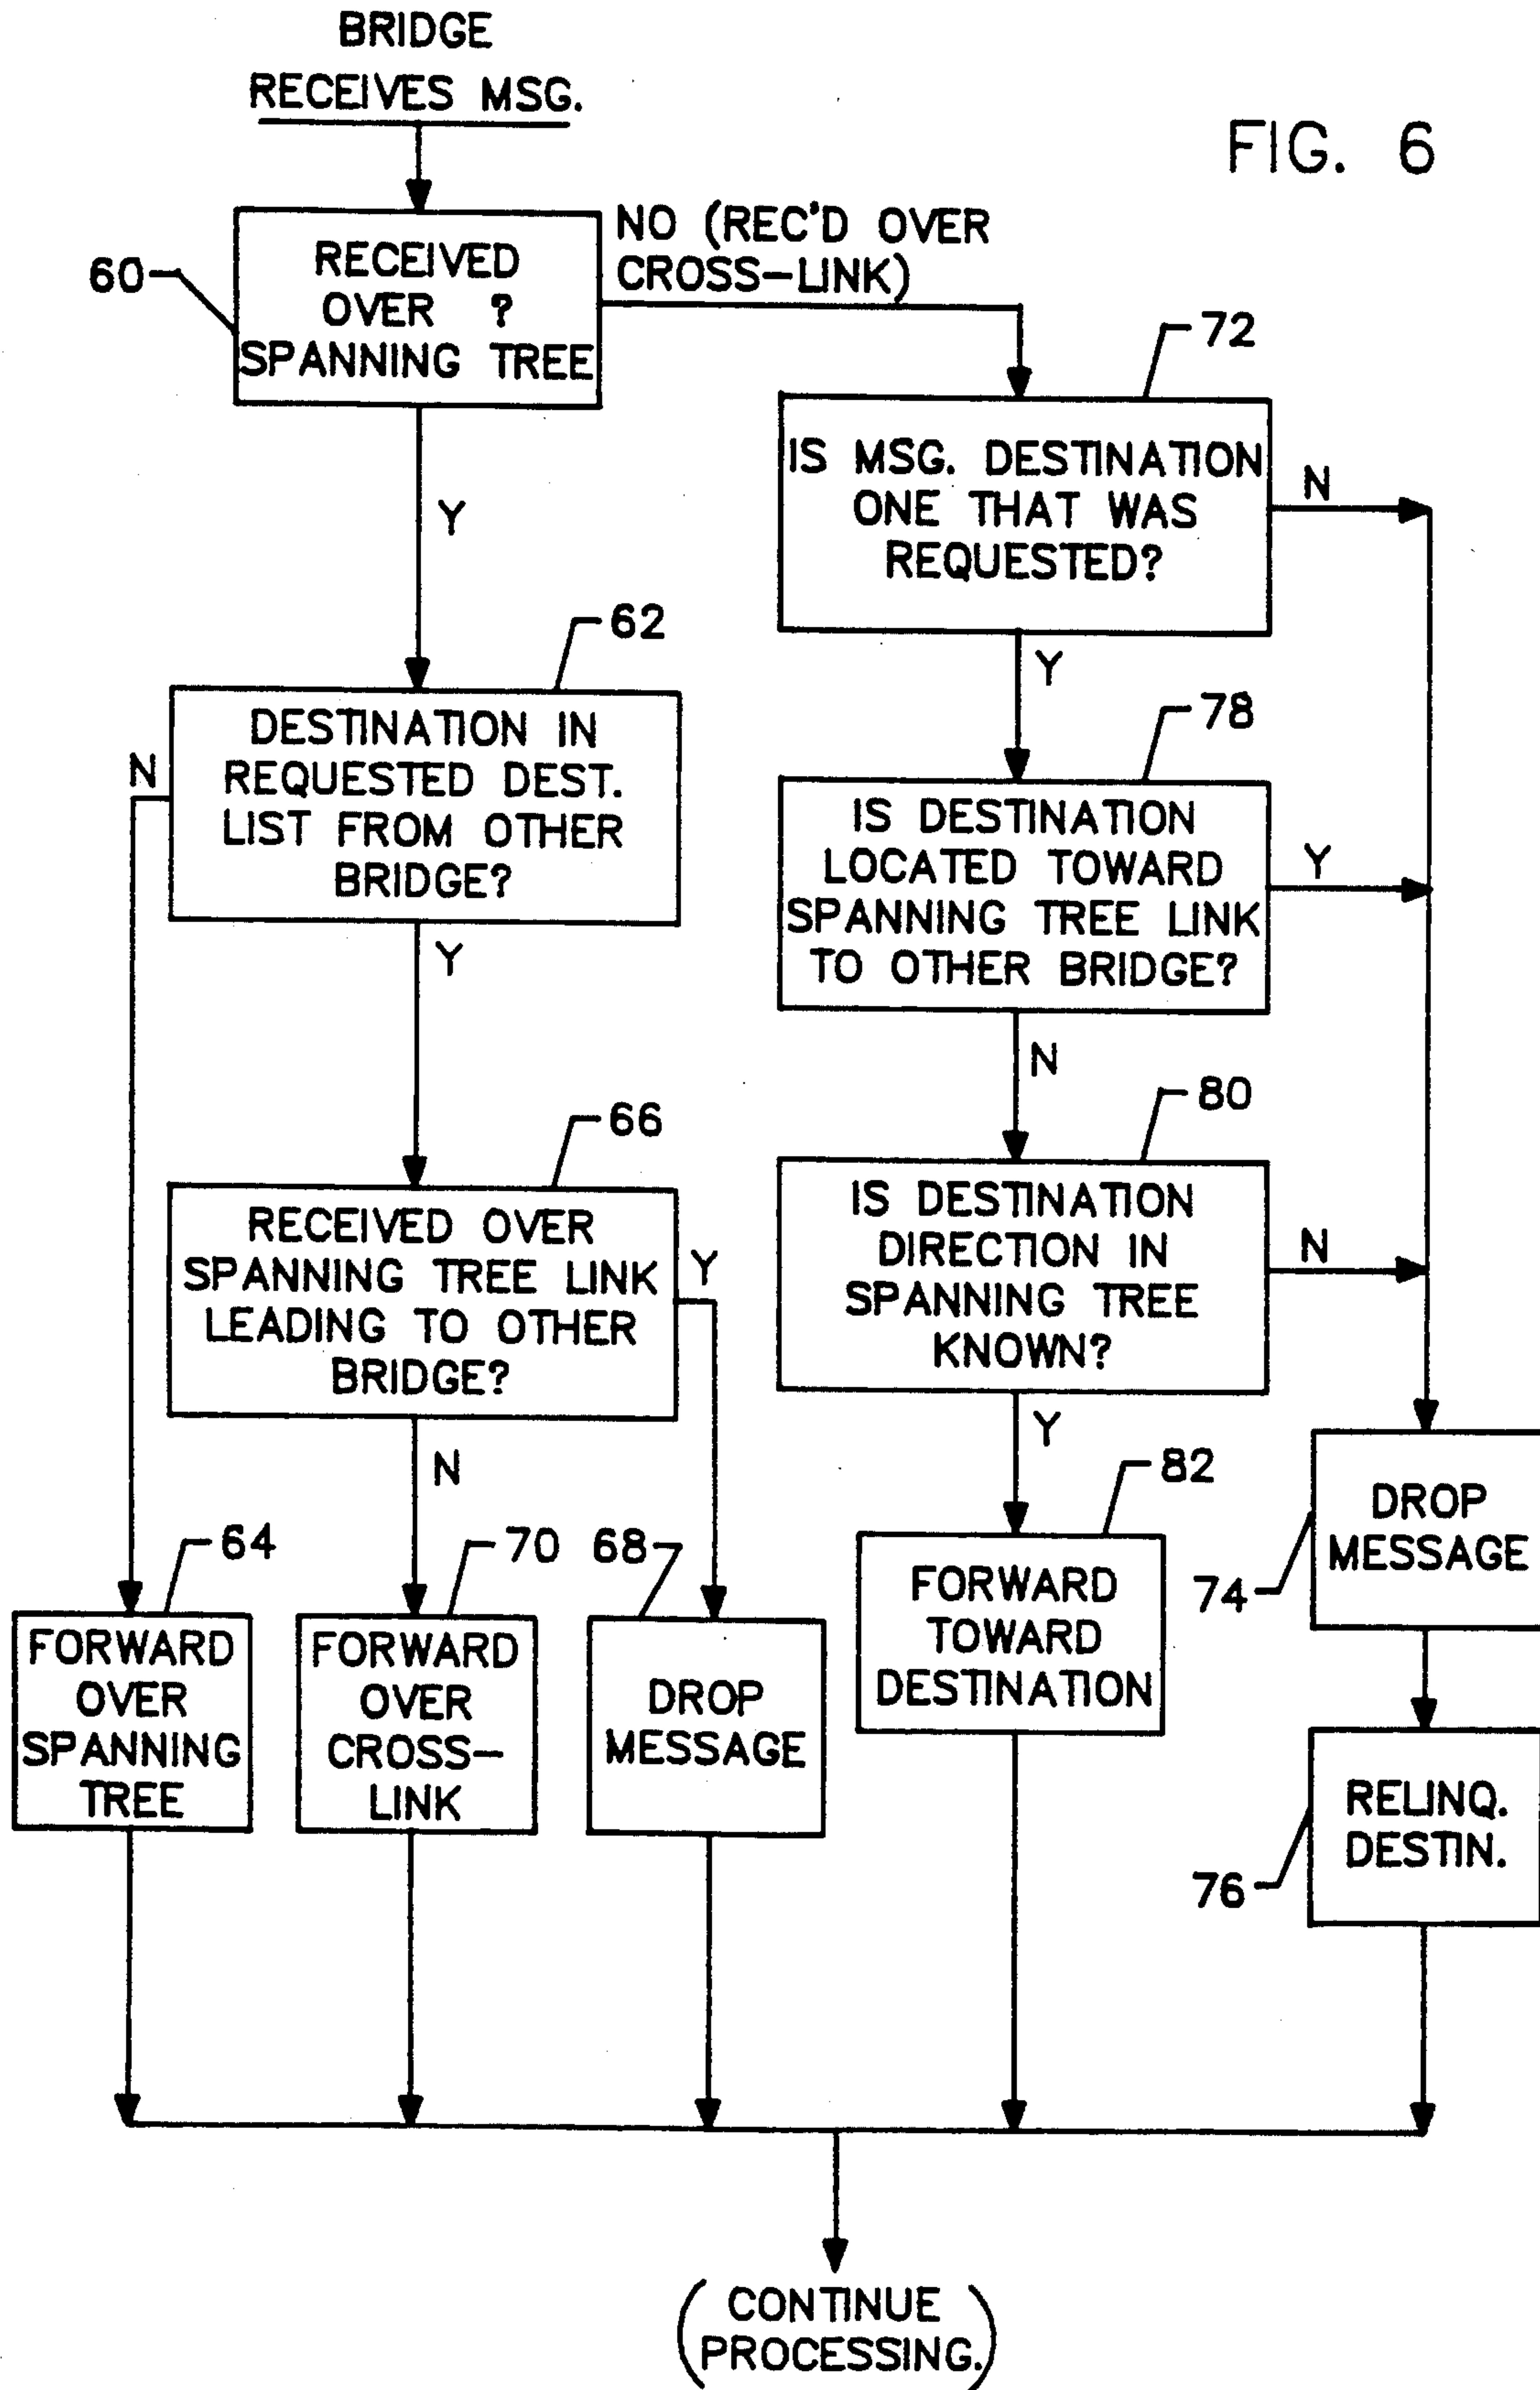 BRIDGE
RECEIVES MSG.
FIG. 6
60
RECEIVED
OVER ?
SPANNING TREE
NO (REC'D OVER
CROSS-LINK)
Y
72
IS MSG. DESTINATION
ONE THAT WAS
REQUESTED?
N
Y
62
DESTINATION IN
REQUESTED DEST.
LIST FROM OTHER
BRIDGE?
N
Y
78
IS DESTINATION
LOCATED TOWARD
SPANNING TREE LINK
TO OTHER BRIDGE?
Y
N
66
RECEIVED OVER
SPANNING TREE LINK
LEADING TO OTHER
BRIDGE?
Y
N
80
IS DESTINATION
DIRECTION IN
SPANNING TREE
KNOWN?
N
Y
64
FORWARD
OVER
SPANNING
TREE
70
FORWARD
OVER
CROSS-
LINK
68
DROP
MESSAGE
82
FORWARD
TOWARD
DESTINATION
74
DROP
MESSAGE
76
RELINQ.
DESTIN.
(CONTINUE
PROCESSING.)